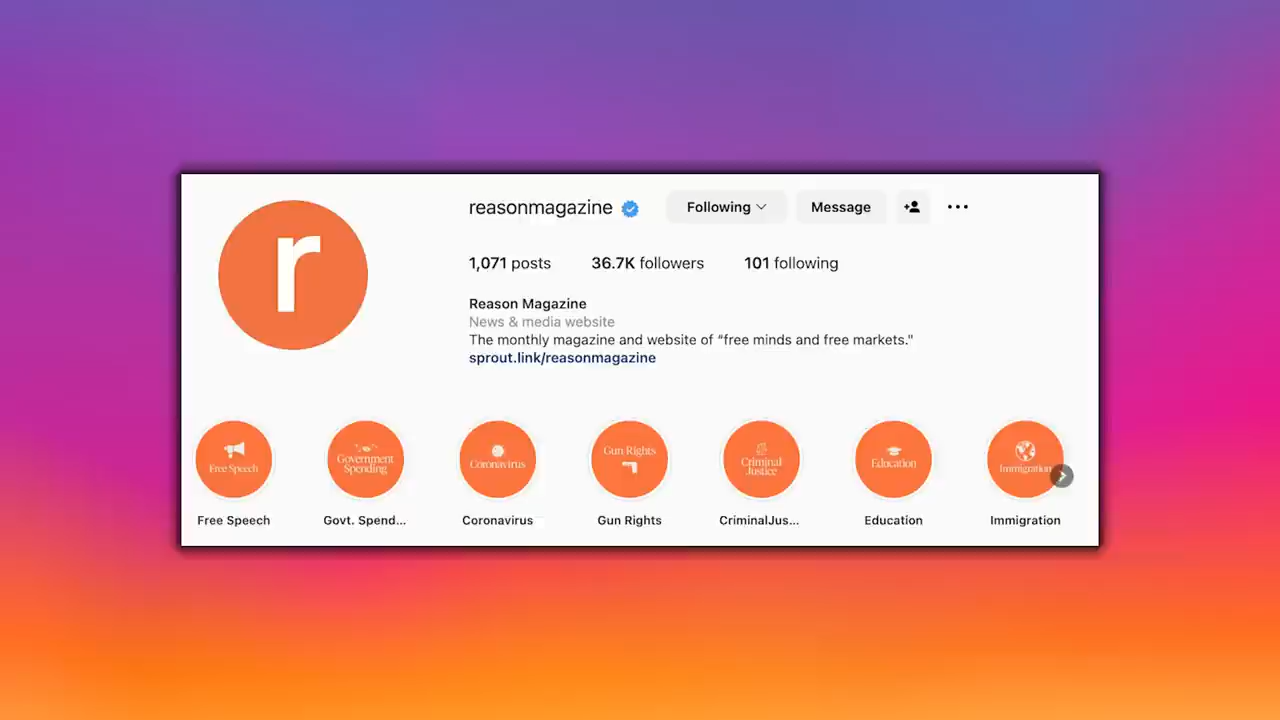 r
reasonmagazine
Following
Message
1,071 posts
36.7K followers
101 following
Reason Magazine
News & media website
The monthly magazine and website of “free minds and free markets."
sprout.link/reasonmagazine
Free Speech
Government
Spending
Coronavirus
Gun Rights
Criminal
Justice
Education
Immigration
Free Speech
Govt. Spend...
Coronavirus
Gun Rights
CriminalJus...
Education
Immigration